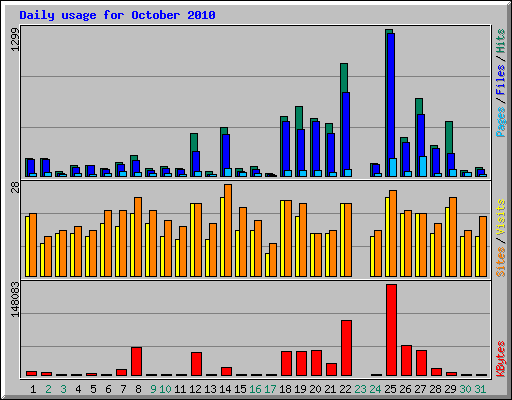 Daily usage for October 2010
1299
28
148083
Pages / Files / Hits
Sites / Visits
KBytes
1 2 3 4 5 6 7 8 9 10 11 12 13 14 15 16 17 18 19 20 21 22 23 24 25 26 27 28 29 30 31